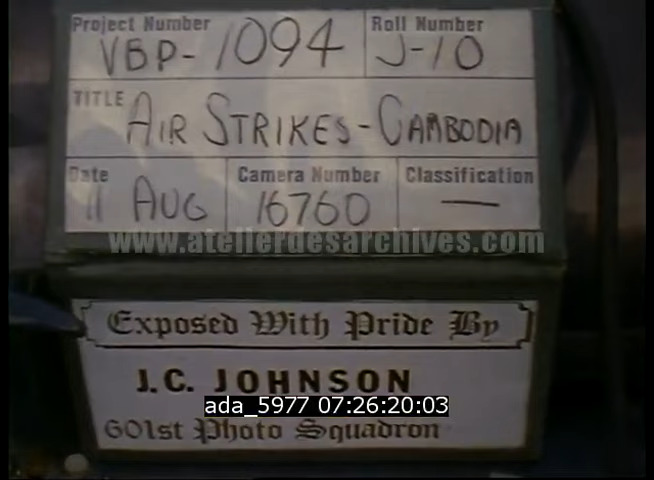 Project Number Roll Number
VBP-1094 J-10
TITLE AIR STRIKES-CAMBODIA
Date Camera Number Classification
11 AUG 16760 —
www.atelierdesarchives.com
Exposed With Pride By
J.C. JOHNSON
ada_5977 07:26:20:03
601st Photo Squadron